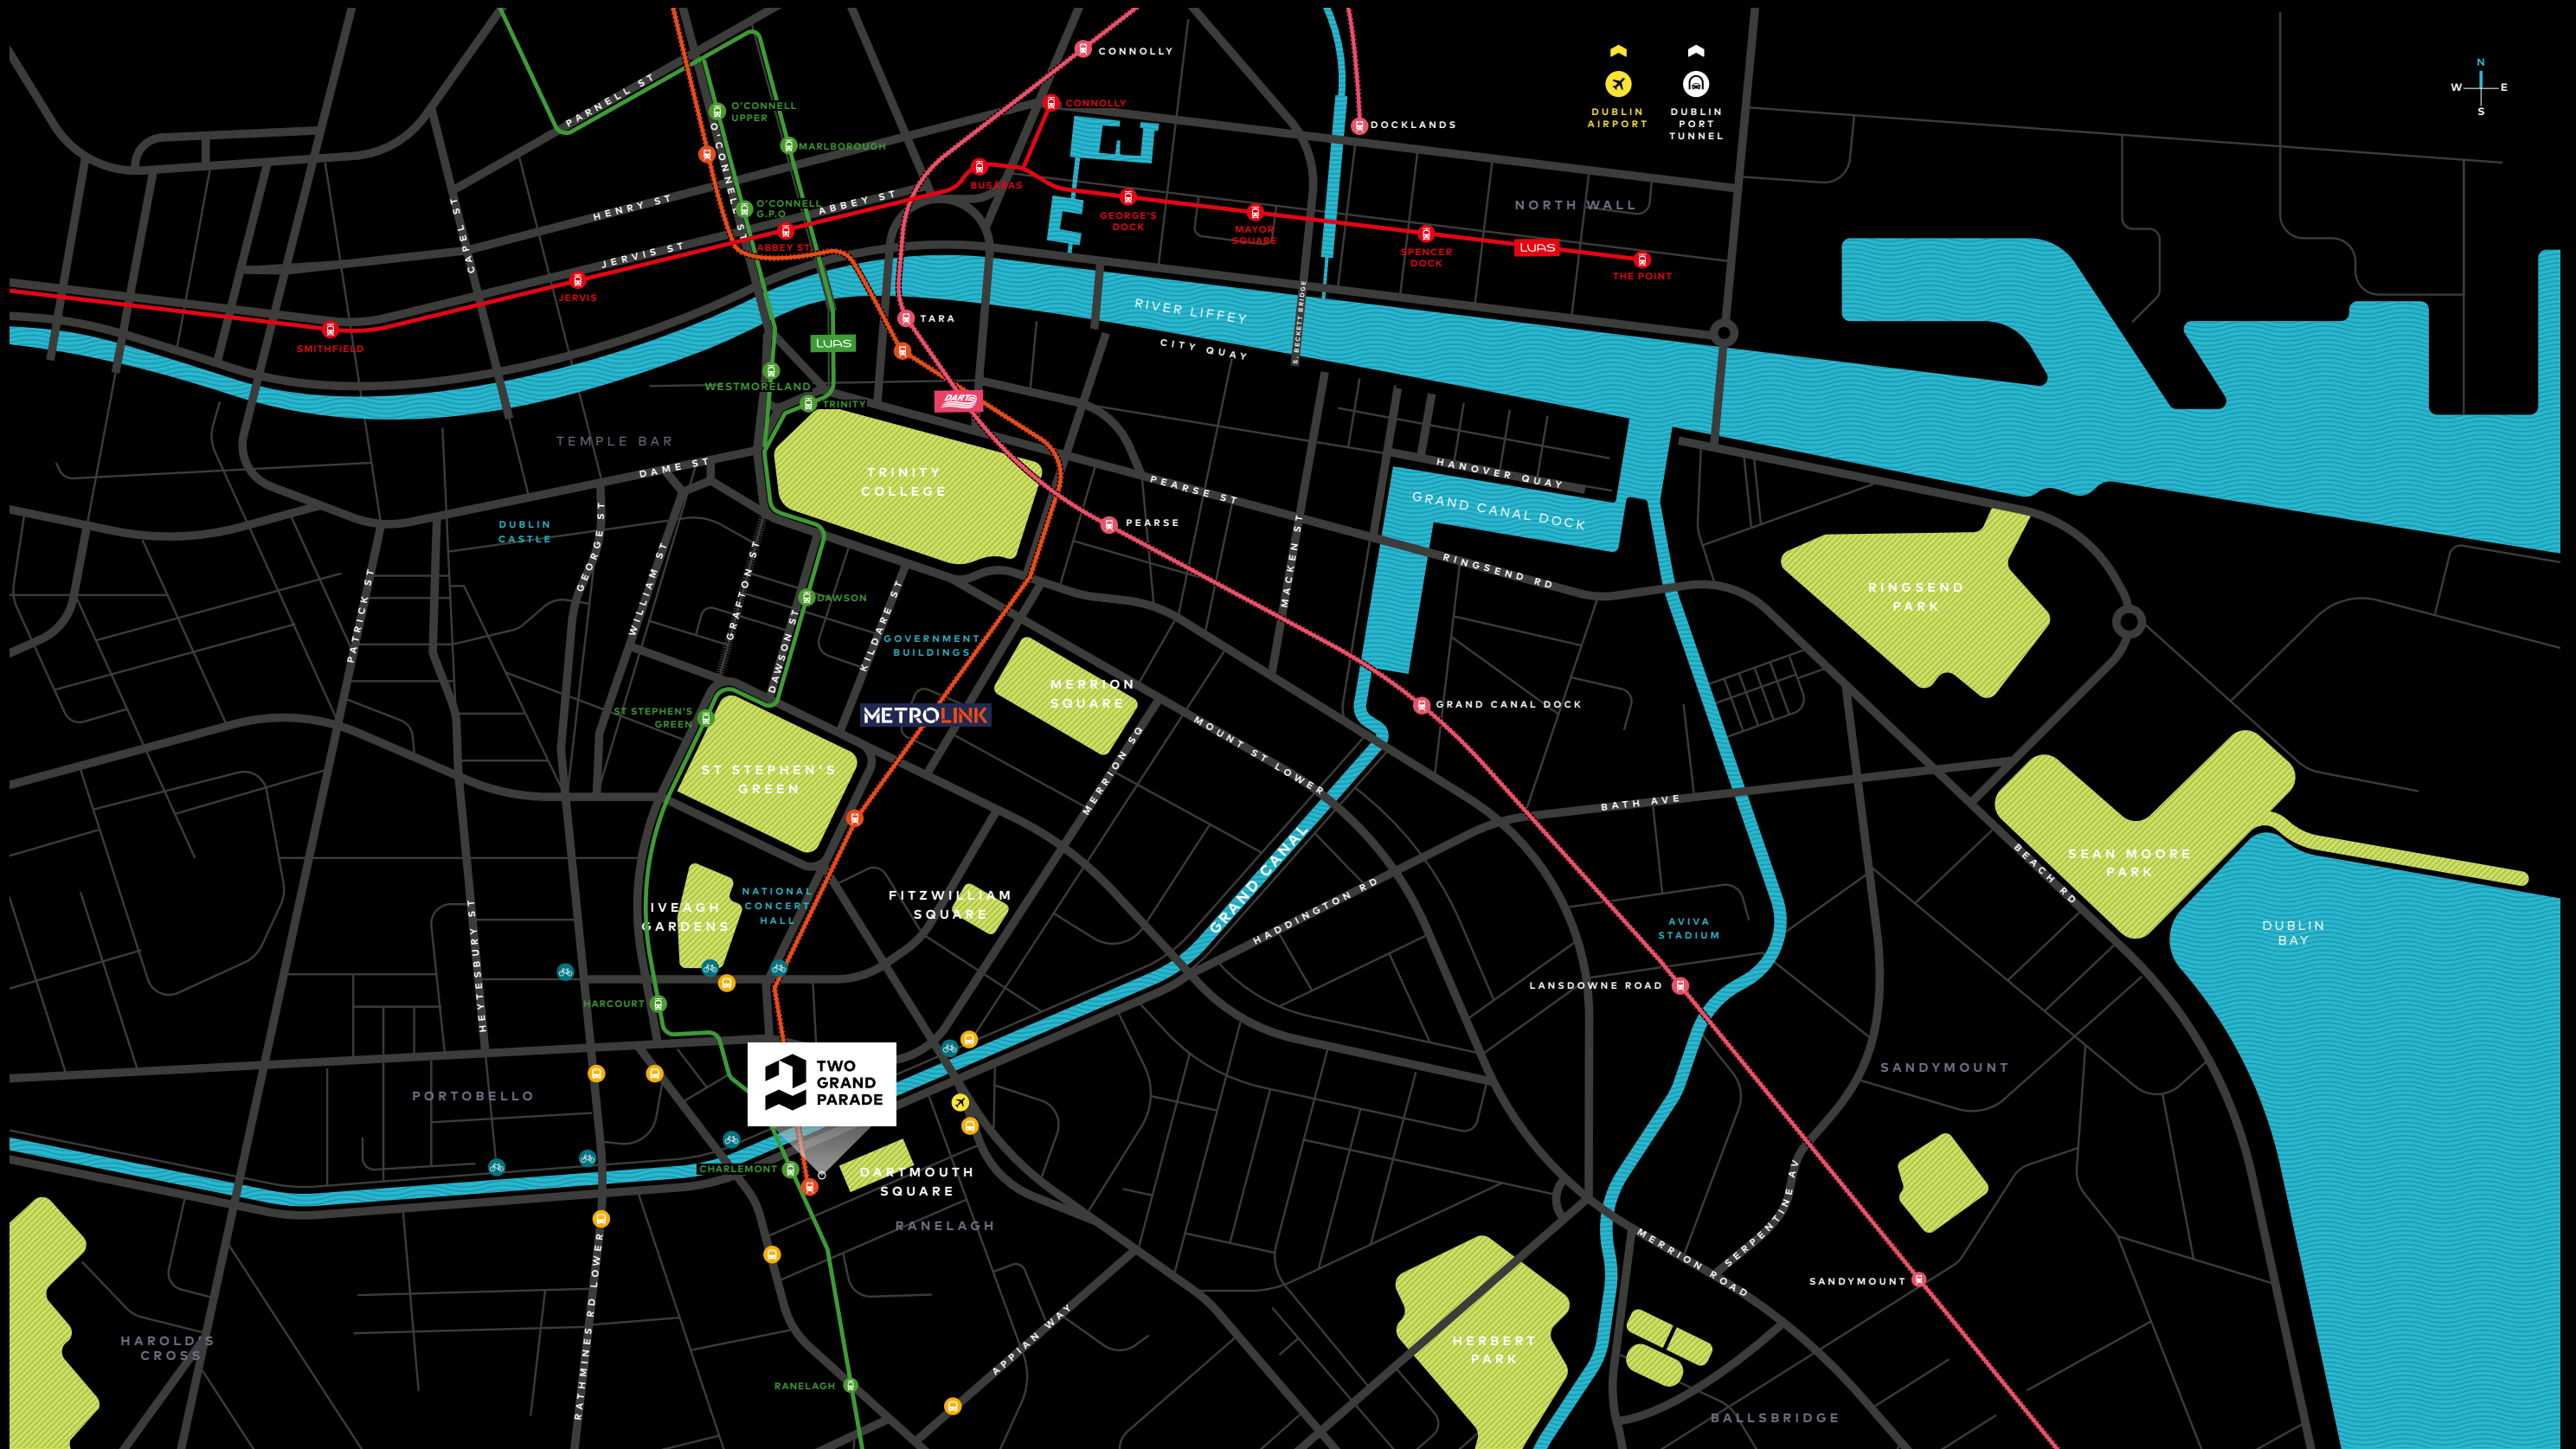 CONNOLLY
N
W E
S
DUBLIN
AIRPORT
DUBLIN
PORT
TUNNEL
PARNELL ST
O'CONNELL
UPPER
CONNOLLY
DOCKLANDS
MARLBOROUGH
O'CONNELL ST
BUSÁRAS
HENRY ST
ABBEY ST
O'CONNELL
G.P.O
CAPEL ST
GEORGE'S
DOCK
MAYOR
SQUARE
NORTH WALL
ABBEY ST.
JERVIS ST
SPENCER
DOCK
LUAS
THE POINT
JERVIS
RIVER LIFFEY
S. BECKETT BRIDGE
TARA
SMITHFIELD
LUAS
CITY QUAY
WESTMORELAND
TRINITY
DART
TEMPLE BAR
DAME ST
TRINITY
COLLEGE
PEARSE ST
HANOVER QUAY
GRAND CANAL DOCK
DUBLIN
CASTLE
PEARSE
GEORGE ST
WILLIAM ST
GRAFTON ST
MACKEN ST
RINGSEND RD
PATRICK ST
DAWSON
DAWSON ST
KILDARE ST
RINGSEND
PARK
GOVERNMENT
BUILDINGS
MERRION
SQUARE
ST STEPHEN'S
GREEN
METROLINK
GRAND CANAL DOCK
MOUNT ST LOWER
MERRION SQ
ST STEPHEN'S
GREEN
BATH AVE
GRAND CANAL
BEACH RD
SEAN MOORE
PARK
NATIONAL
CONCERT
HALL
FITZWILLIAM
SQUARE
IVEAGH
GARDENS
HADDINGTON RD
AVIVA
STADIUM
DUBLIN
BAY
HEYTESBURY ST
LANSDOWNE ROAD
HARCOURT
TWO
GRAND
PARADE
SANDYMOUNT
PORTOBELLO
CHARLEMONT
DARTMOUTH
SQUARE
RANELAGH
SERPENTINE AV
MERRION ROAD
SANDYMOUNT
RATHMINES RD LOWER
HAROLD'S
CROSS
APPIAN WAY
HERBERT
PARK
RANELAGH
BALLSBRIDGE